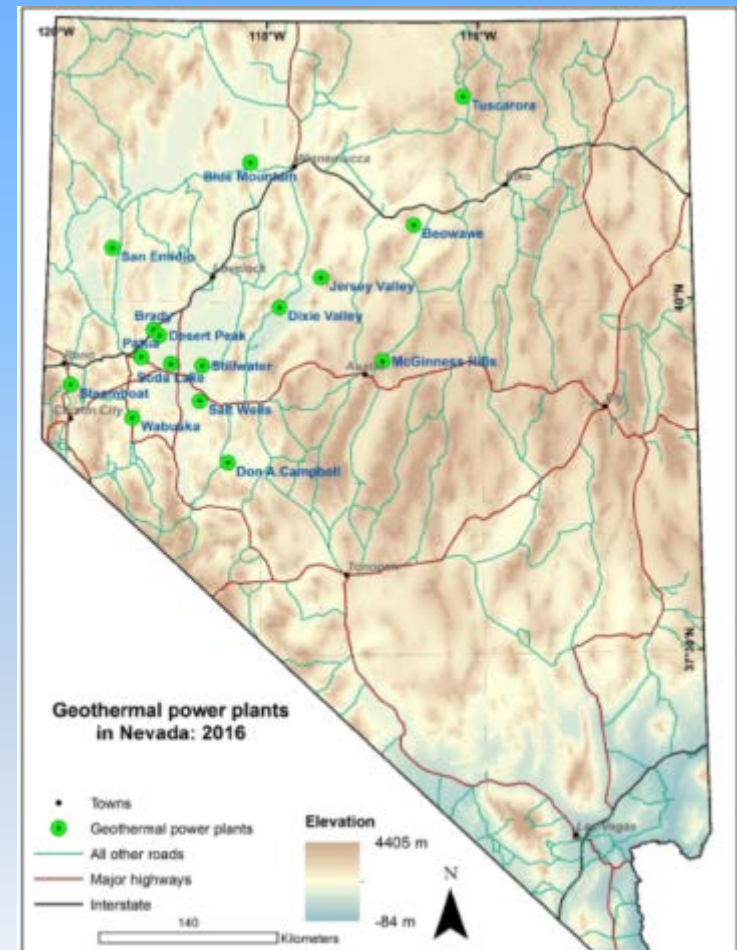 120°W
118°W
116°W
Tuscarora
Winnemucca
Blue Mountain
Elko
Beowawe
San Emidio
Lovelock
Jersey Valley
40°N
Dixie Valley
Brady
Desert Peak
Patua
Reno
Soda Lake
Stillwater
Austin
McGinness Hills
Steamboat
Carson City
Salt Wells
Ely
Wabuska
Don A Campbell
Tonopah
37°30'N
Geothermal power plants
in Nevada: 2016
Towns
Geothermal power plants
All other roads
Major highways
Interstate
140
Kilometers
Elevation
4405 m
-84 m
N
Las Vegas